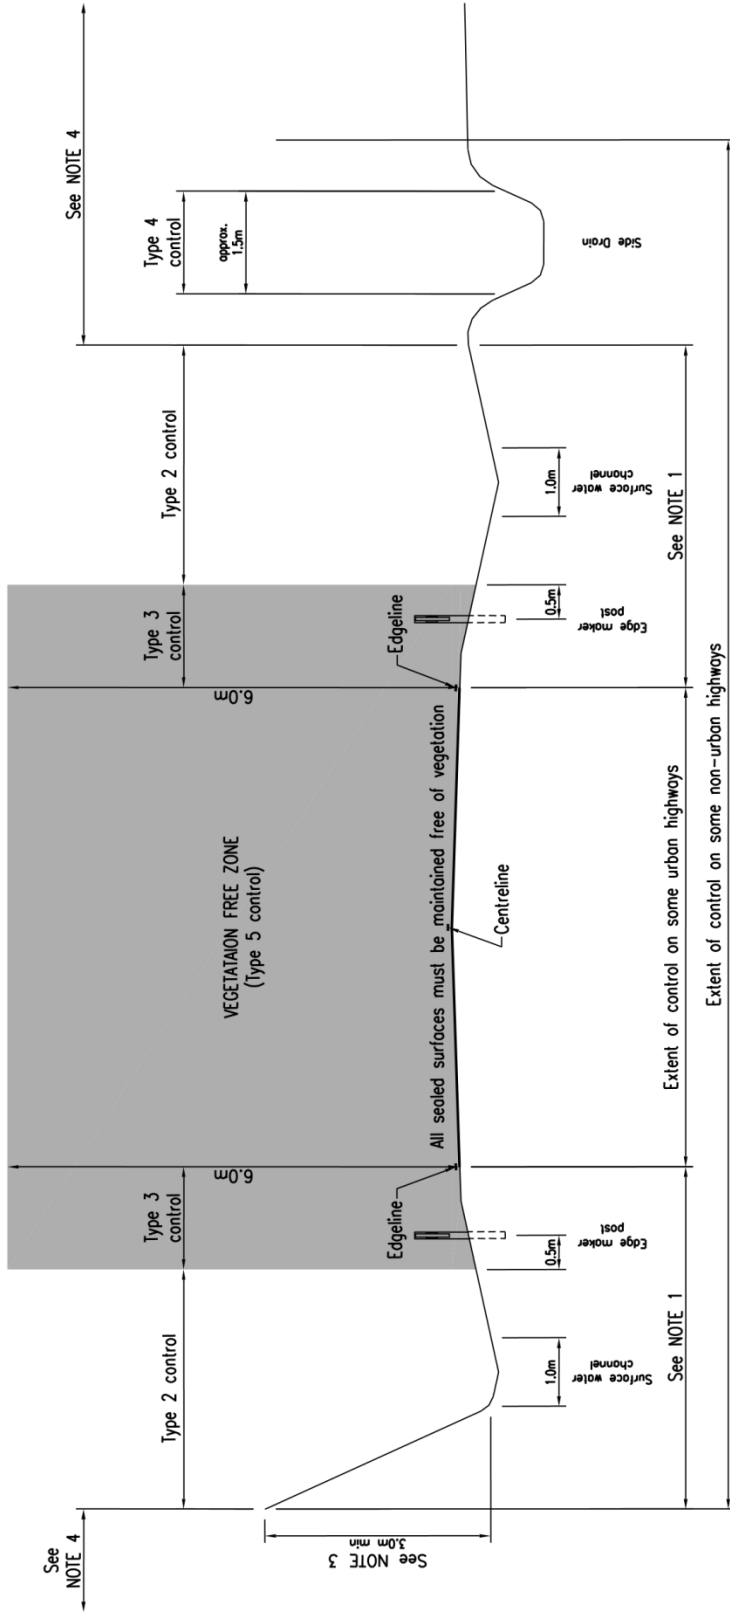 See
NOTE 4
See NOTE 4
Type 2 control
Type 3
control
Type 3
control
Type 2 control
Type 4
control
approx.
1.5m
VEGETATAION FREE ZONE
(Type 5 control)
6.0m
6.0m
See NOTE 3
3.0m min
Edgeline
Edgeline
All sealed surfaces must be maintained free of vegetation
Centreline
1.0m
Surface water
channel
0.5m
Edge maker
post
0.5m
Edge maker
post
1.0m
Surface water
channel
Side Drain
See NOTE 1
Extent of control on some urban highways
See NOTE 1
Extent of control on some non-urban highways